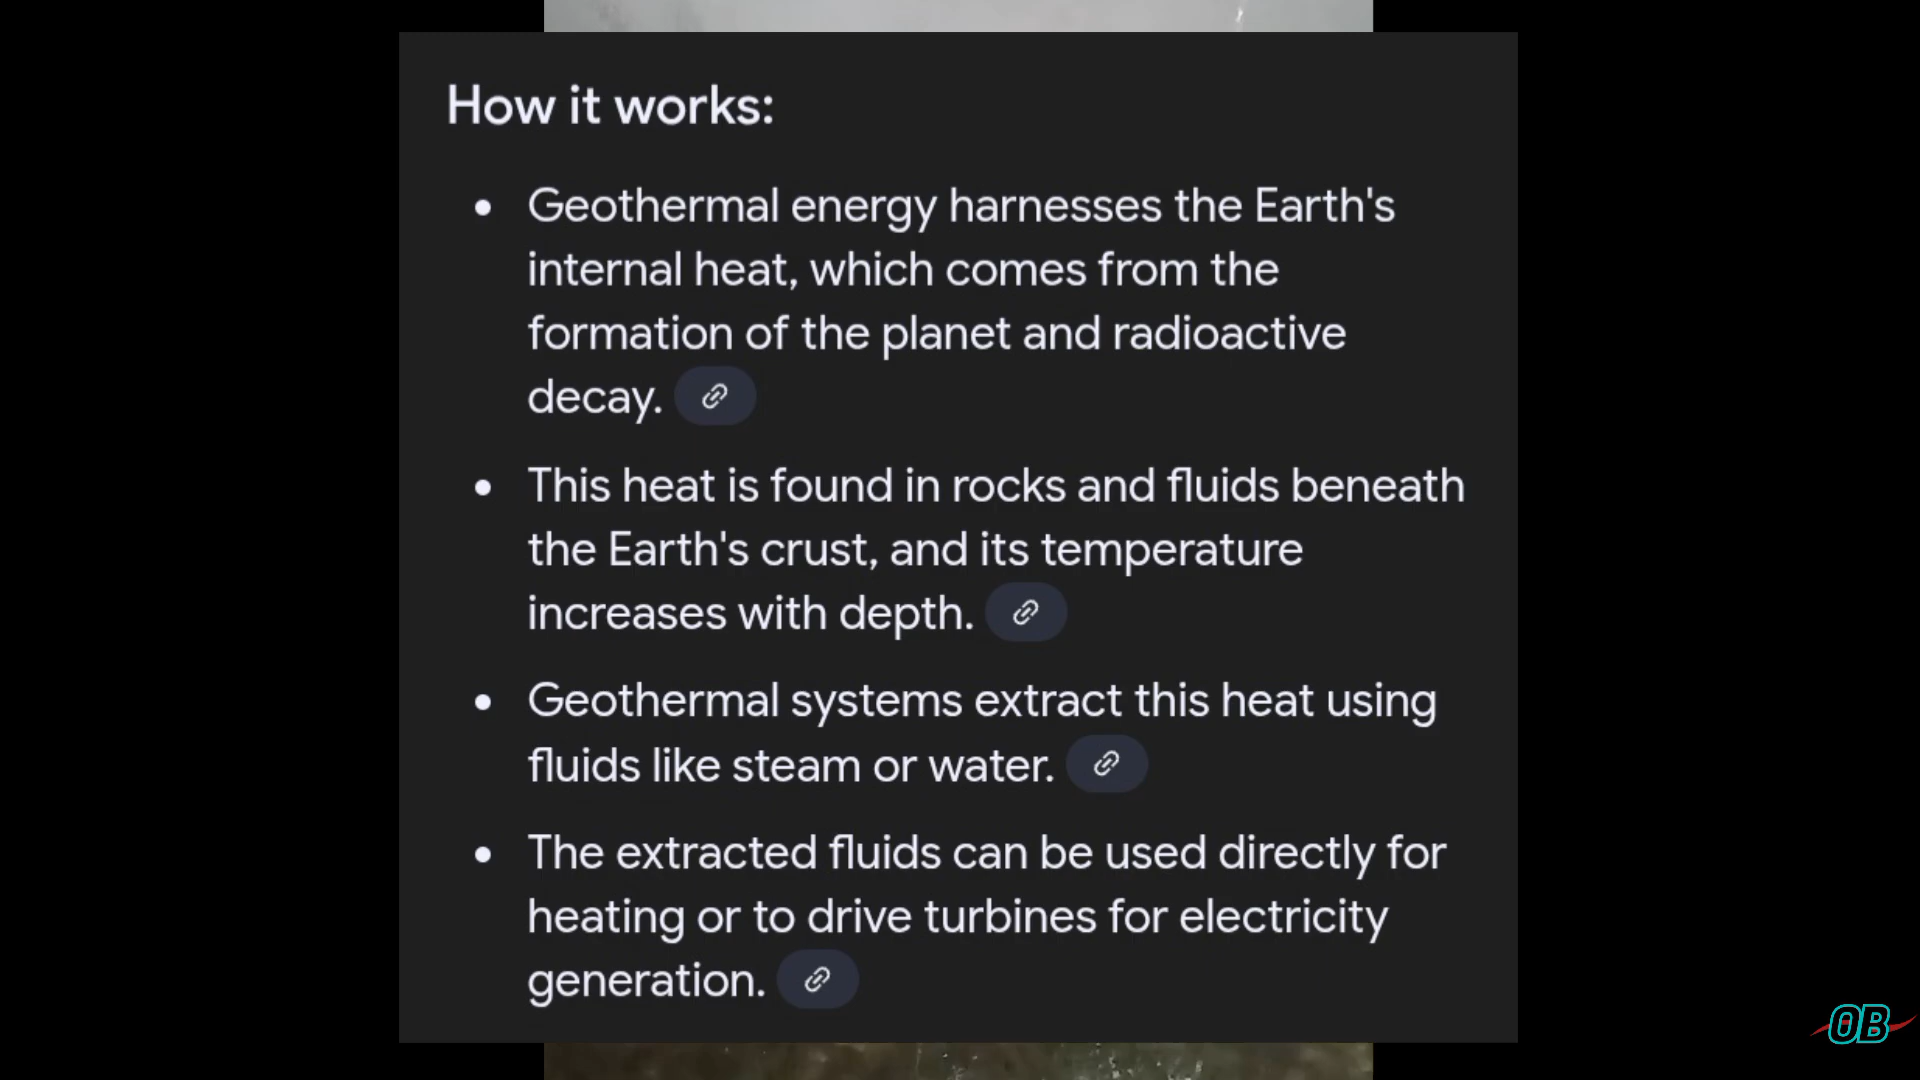 How it works:
• Geothermal energy harnesses the Earth's
internal heat, which comes from the
formation of the planet and radioactive
decay.
• This heat is found in rocks and fluids beneath
the Earth's crust, and its temperature
increases with depth.
• Geothermal systems extract this heat using
fluids like steam or water.
• The extracted fluids can be used directly for
heating or to drive turbines for electricity
generation.
OB